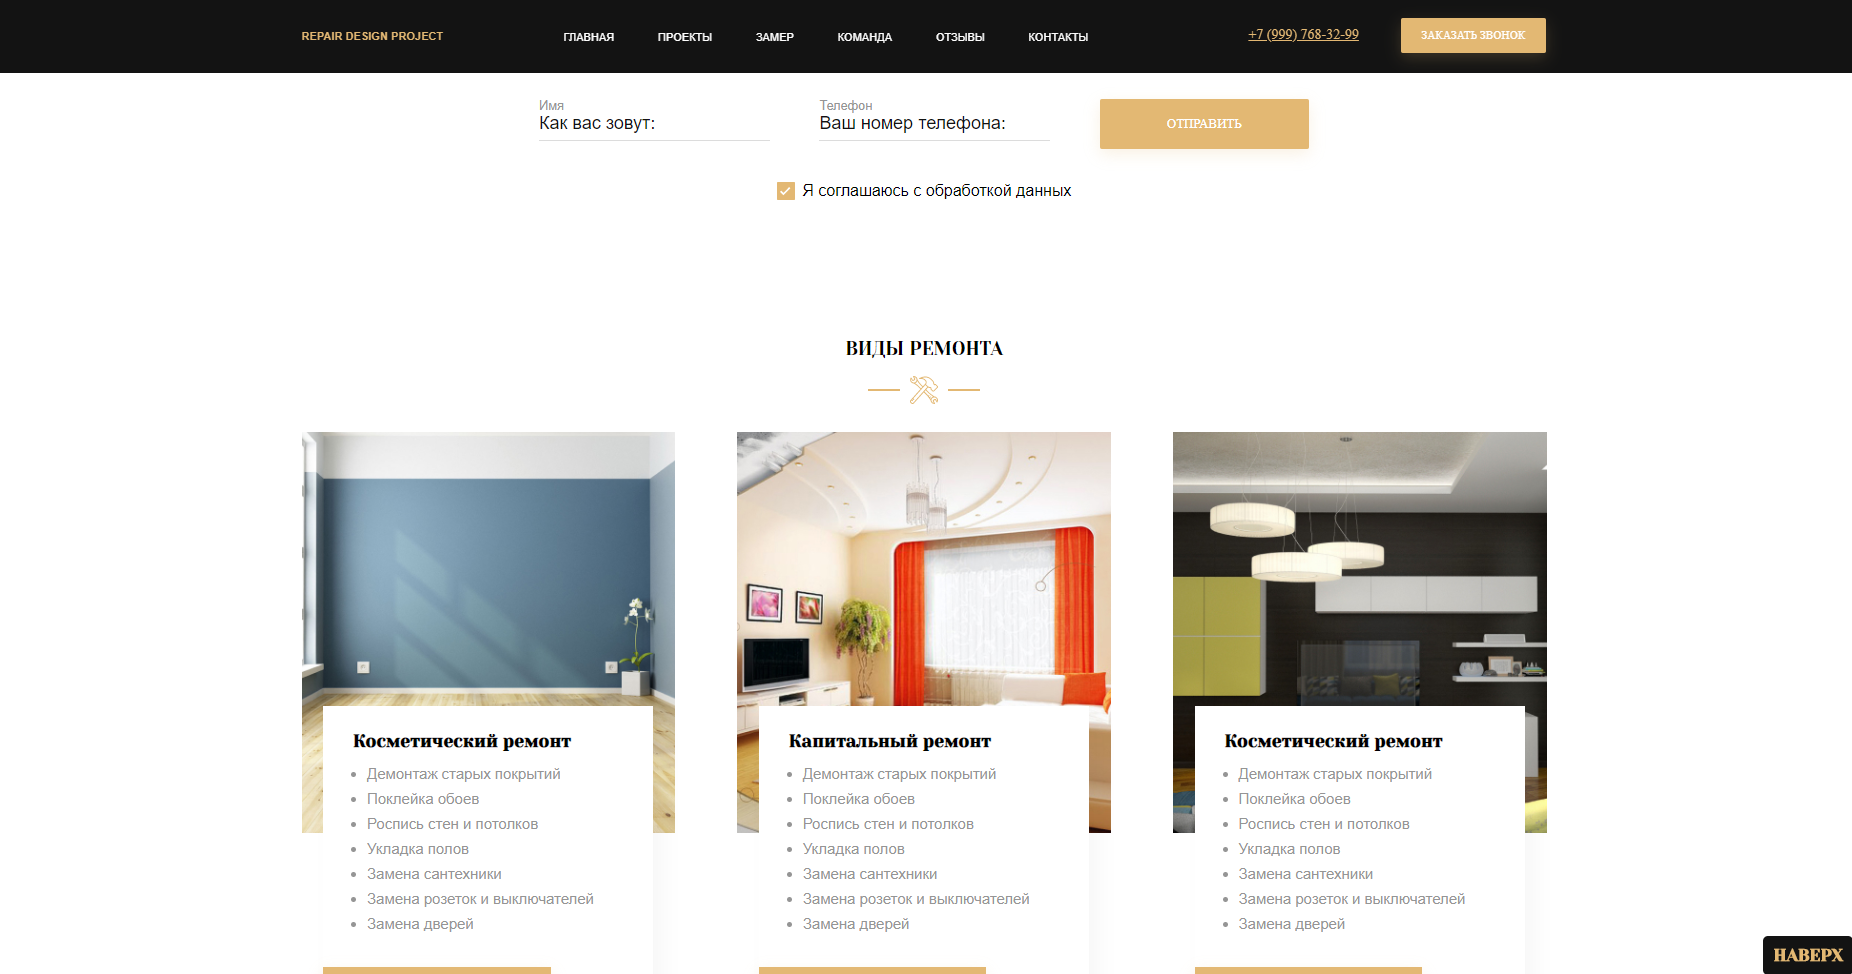 REPAIR DESIGN PROJECT
ГЛАВНАЯ ПРОЕКТЫ ЗАМЕР КОМАНДА ОТЗЫВЫ КОНТАКТЫ
+7 (999) 768-32-99
ЗАКАЗАТЬ ЗВОНОК
Имя
Как вас зовут:
Телефон
Ваш номер телефона:
ОТПРАВИТЬ
Я соглашаюсь с обработкой данных
ВИДЫ РЕМОНТА
Косметический ремонт
Демонтаж старых покрытий
Поклейка обоев
Роспись стен и потолков
Укладка полов
Замена сантехники
Замена розеток и выключателей
Замена дверей
Капитальный ремонт
Демонтаж старых покрытий
Поклейка обоев
Роспись стен и потолков
Укладка полов
Замена сантехники
Замена розеток и выключателей
Замена дверей
Косметический ремонт
Демонтаж старых покрытий
Поклейка обоев
Роспись стен и потолков
Укладка полов
Замена сантехники
Замена розеток и выключателей
Замена дверей
НАВЕРХ